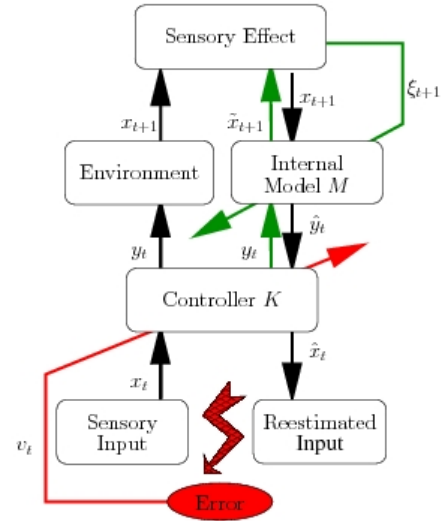 Sensory Effect
x_{t+1}
x̃_{t+1}
x_{t+1}
ξ_{t+1}
Environment
Internal
Model M
y_t
y_t
ŷ_t
Controller K
x_t
x̂_t
v_t
Sensory
Input
Reestimated
Input
Error